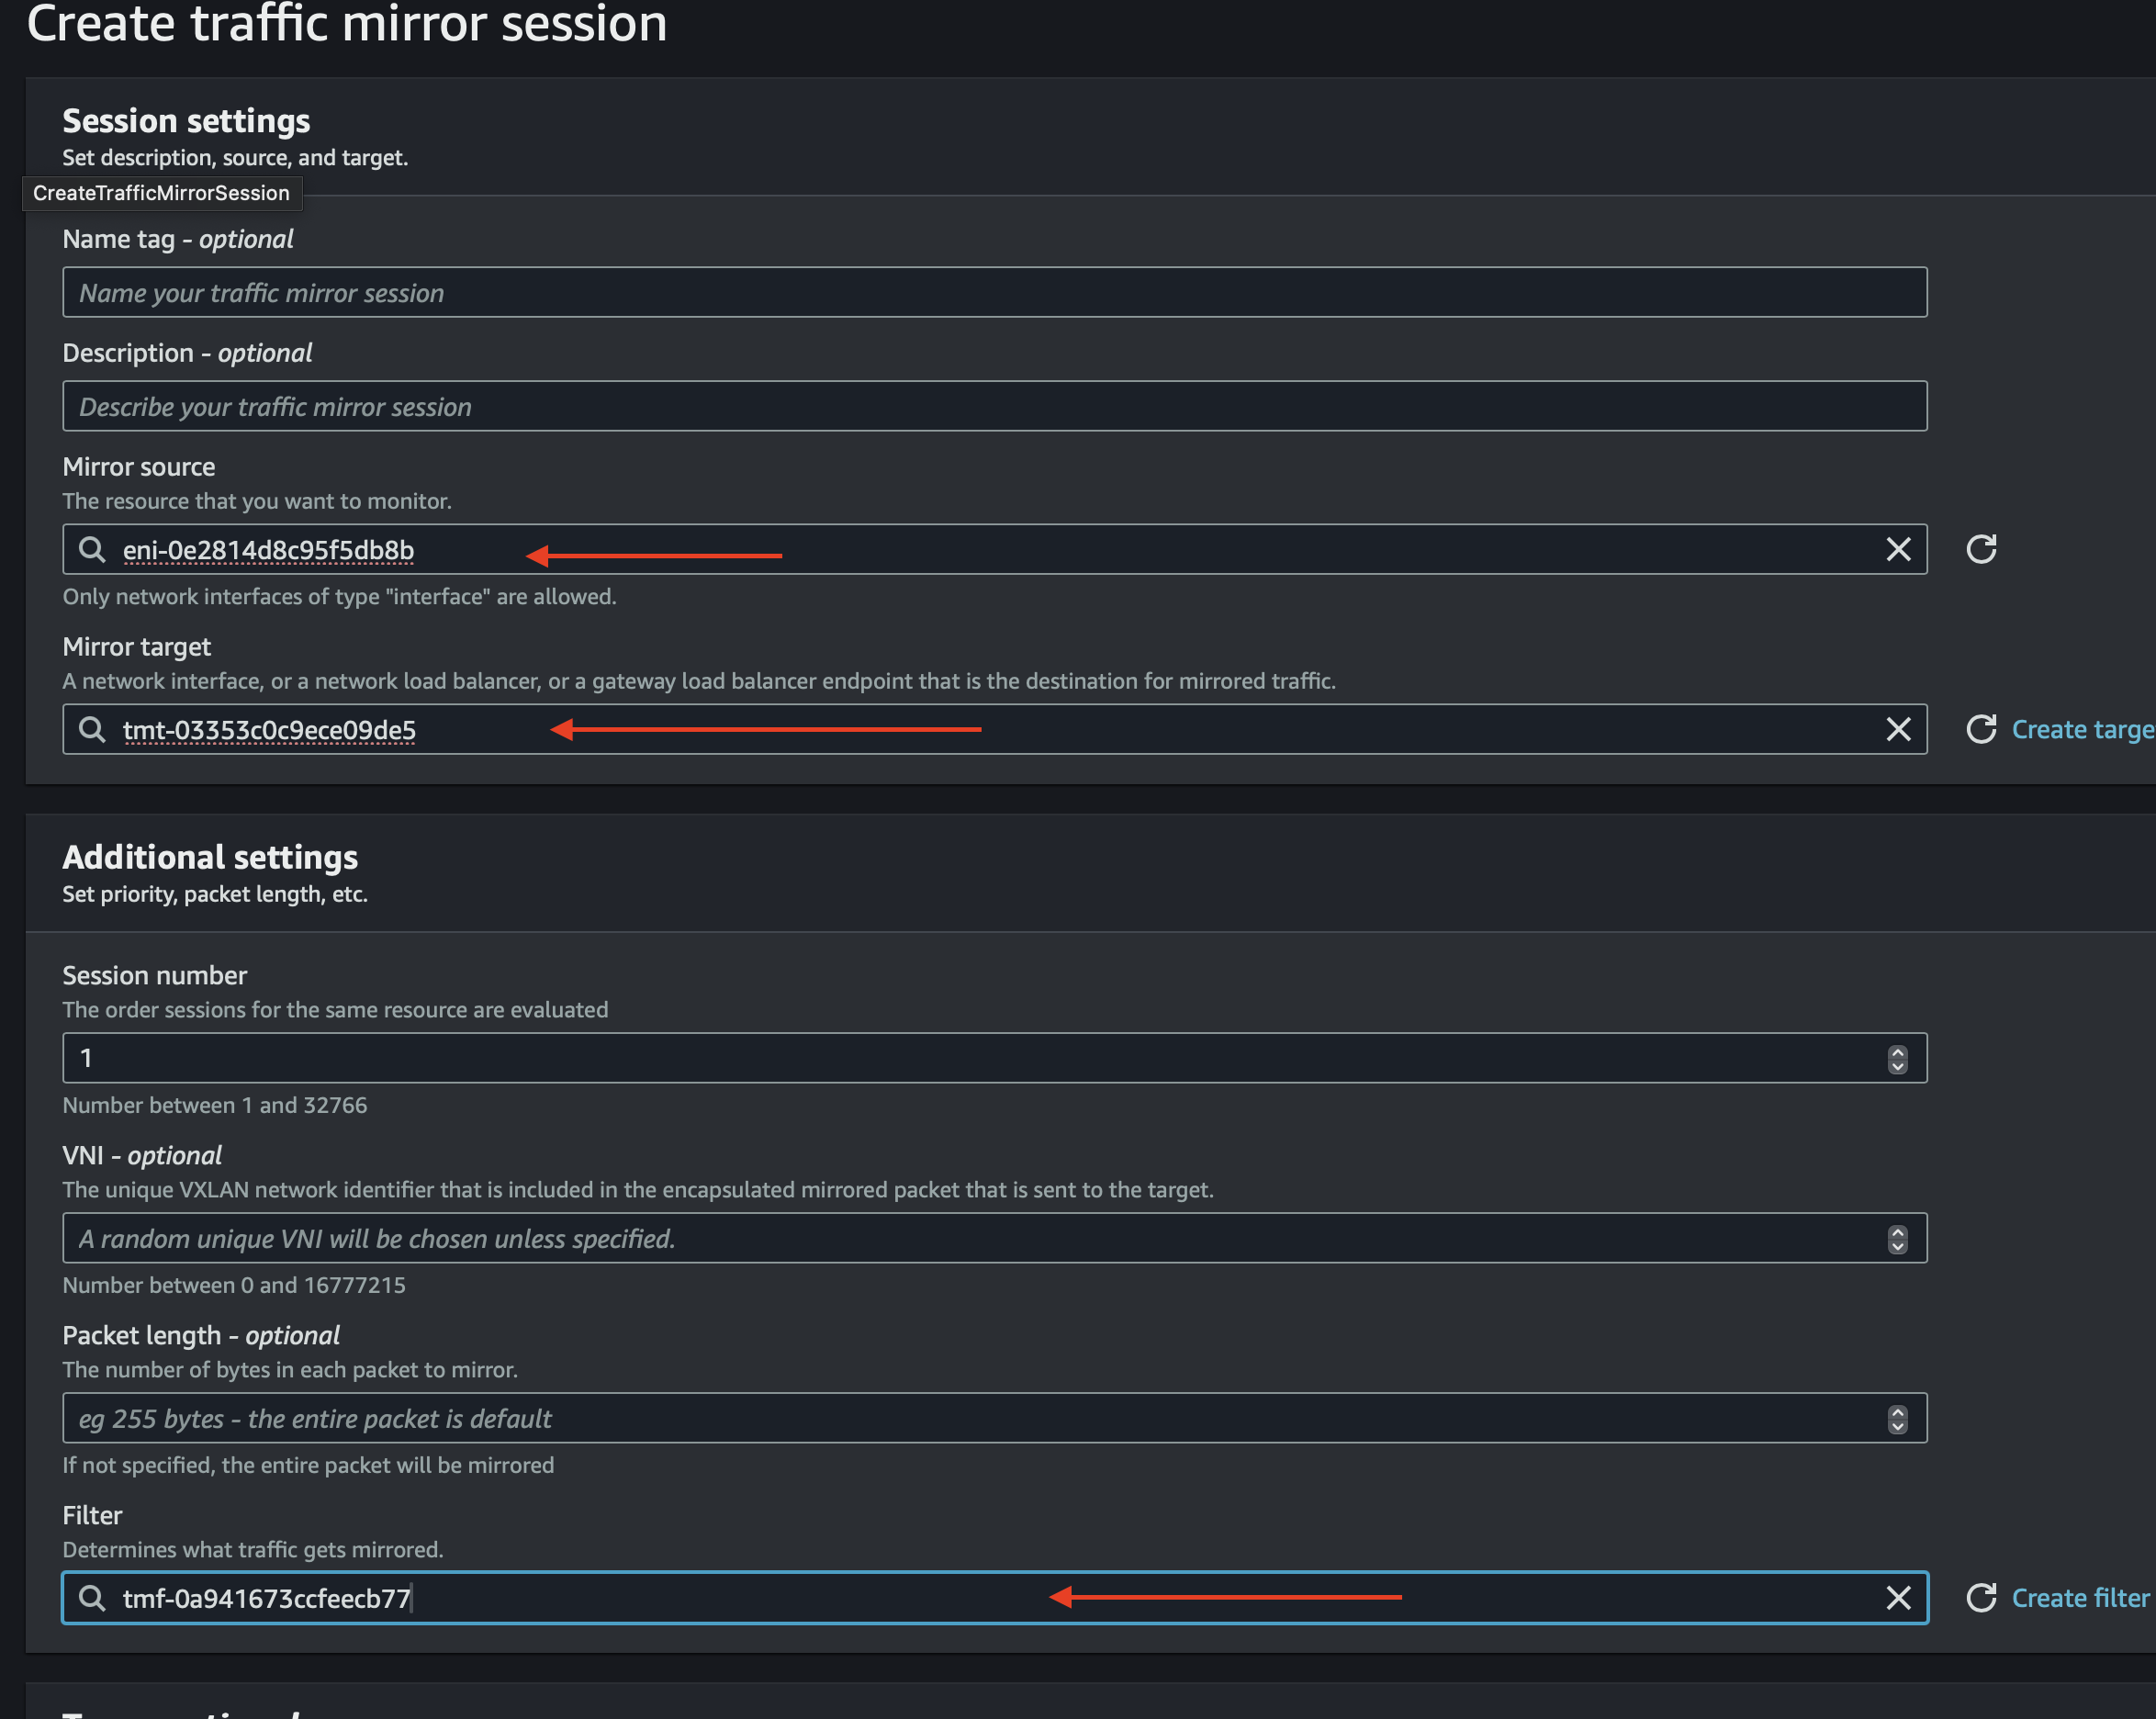 Create traffic mirror session
Session settings
Set description, source, and target.
CreateTrafficMirrorSession
Name tag - optional
Name your traffic mirror session
Description - optional
Describe your traffic mirror session
Mirror source
The resource that you want to monitor.
eni-0e2814d8c95f5db8b
Only network interfaces of type "interface" are allowed.
Mirror target
A network interface, or a network load balancer, or a gateway load balancer endpoint that is the destination for mirrored traffic.
tmt-03353c0c9ece09de5
Create targe
Additional settings
Set priority, packet length, etc.
Session number
The order sessions for the same resource are evaluated
1
Number between 1 and 32766
VNI - optional
The unique VXLAN network identifier that is included in the encapsulated mirrored packet that is sent to the target.
A random unique VNI will be chosen unless specified.
Number between 0 and 16777215
Packet length - optional
The number of bytes in each packet to mirror.
eg 255 bytes - the entire packet is default
If not specified, the entire packet will be mirrored
Filter
Determines what traffic gets mirrored.
tmf-0a941673ccfeecb77
Create filter